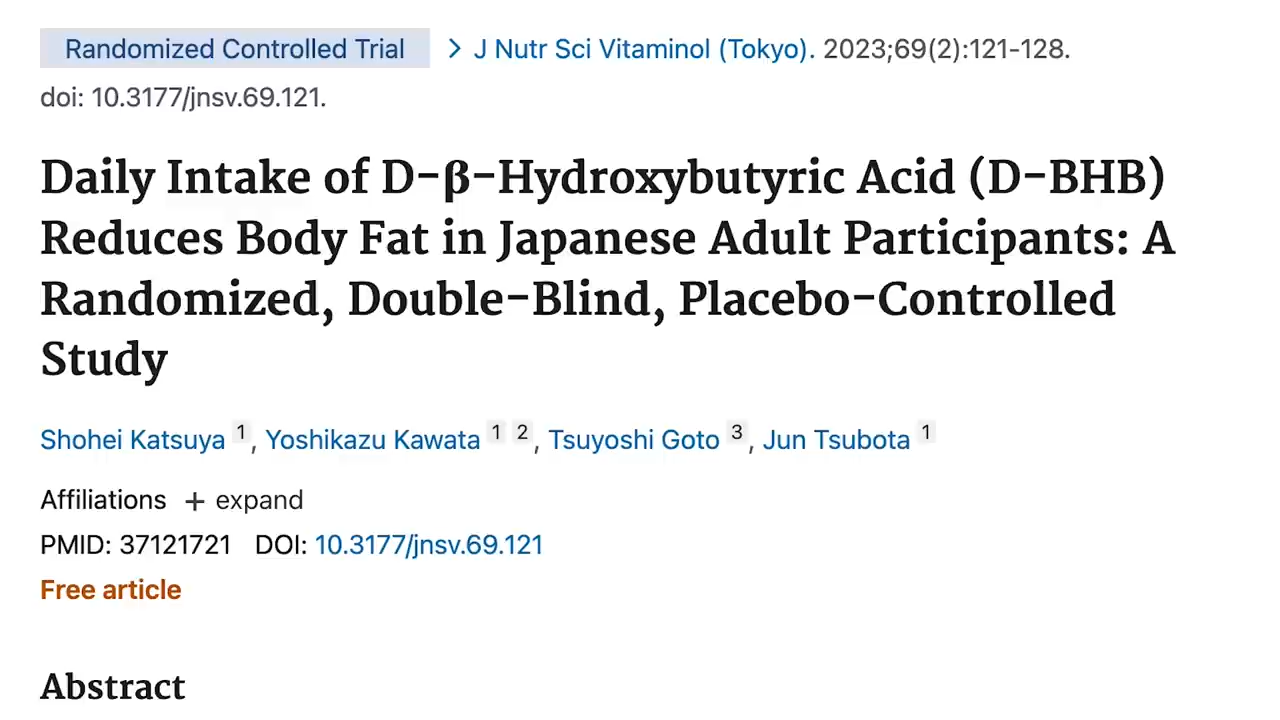 Randomized Controlled Trial > J Nutr Sci Vitaminol (Tokyo). 2023;69(2):121-128.
doi: 10.3177/jnsv.69.121.
Daily Intake of D-β-Hydroxybutyric Acid (D-BHB)
Reduces Body Fat in Japanese Adult Participants: A
Randomized, Double-Blind, Placebo-Controlled
Study
Shohei Katsuya 1, Yoshikazu Kawata 1 2, Tsuyoshi Goto 3, Jun Tsubota 1
Affiliations + expand
PMID: 37121721 DOI: 10.3177/jnsv.69.121
Free article
Abstract